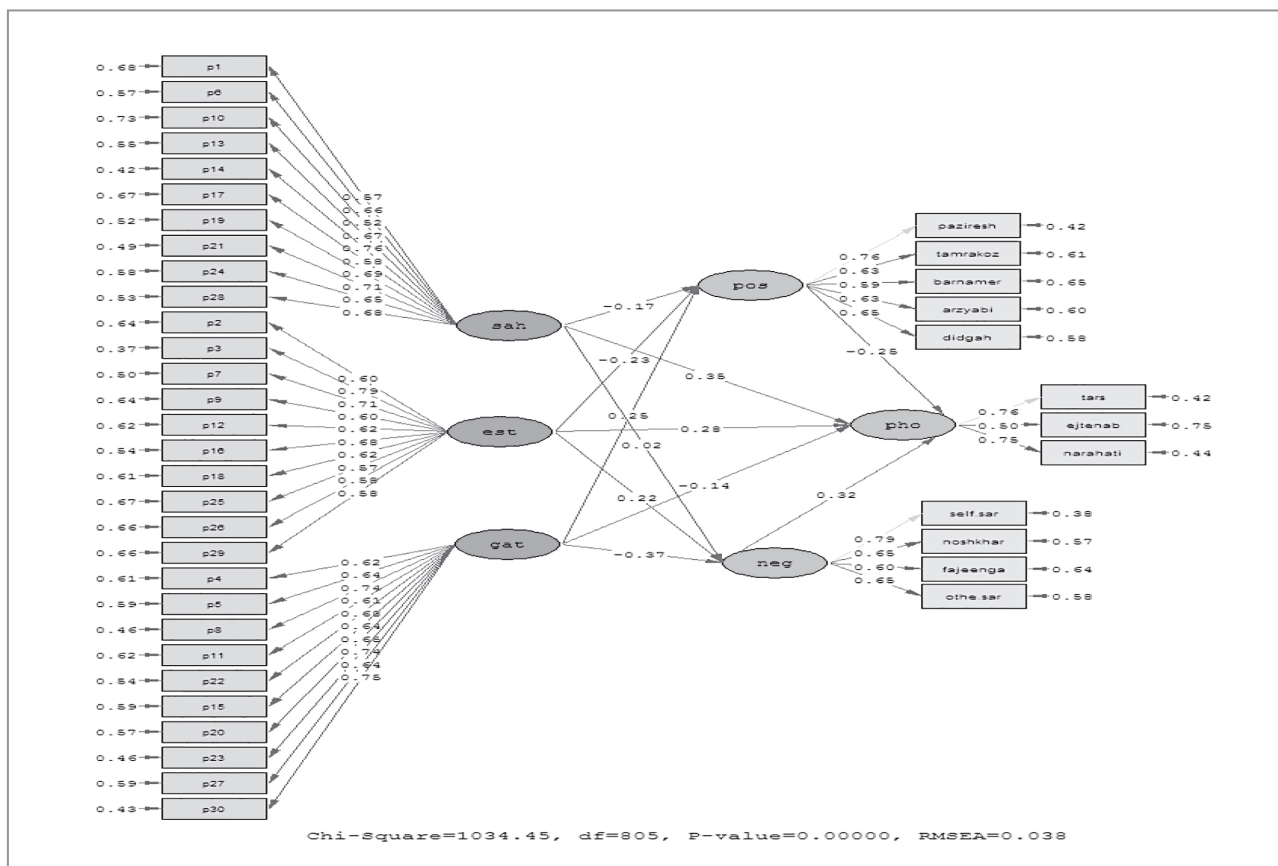 0.68 p1
0.57 p6
0.73 p10
0.55 p13
0.42 p14
0.67 p17
0.52 p19
0.49 p21
0.58 p24
0.53 p28
0.64 p2
0.37 p3
0.50 p7
0.64 p9
0.62 p12
0.54 p16
0.61 p18
0.67 p25
0.66 p26
0.66 p29
0.61 p4
0.59 p5
0.46 p8
0.62 p11
0.54 p22
0.59 p15
0.57 p20
0.46 p23
0.59 p27
0.43 p30
0.57
0.66
0.52
0.67
0.76
0.58
0.69
0.71
0.65
0.68
0.60
0.79
0.71
0.60
0.62
0.68
0.62
0.57
0.58
0.58
0.62
0.64
0.74
0.61
0.68
0.64
0.65
0.74
0.64
0.75
sah
est
gat
-0.17
-0.23
0.35
0.25
0.28
0.02
-0.14
0.22
-0.37
pos
neg
-0.25
0.32
pho
0.76
0.63
0.59
0.63
0.65
paziresh 0.42
tamrakoz 0.61
barnamer 0.65
arzyabi 0.60
didgah 0.58
0.76
0.50
0.75
tars 0.42
ejtenab 0.75
narahati 0.44
0.79
0.65
0.60
0.65
self.sar 0.38
noshkhar 0.57
fajeenga 0.64
othe.sar 0.58
Chi-Square=1034.45, df=805, P-value=0.00000, RMSEA=0.038